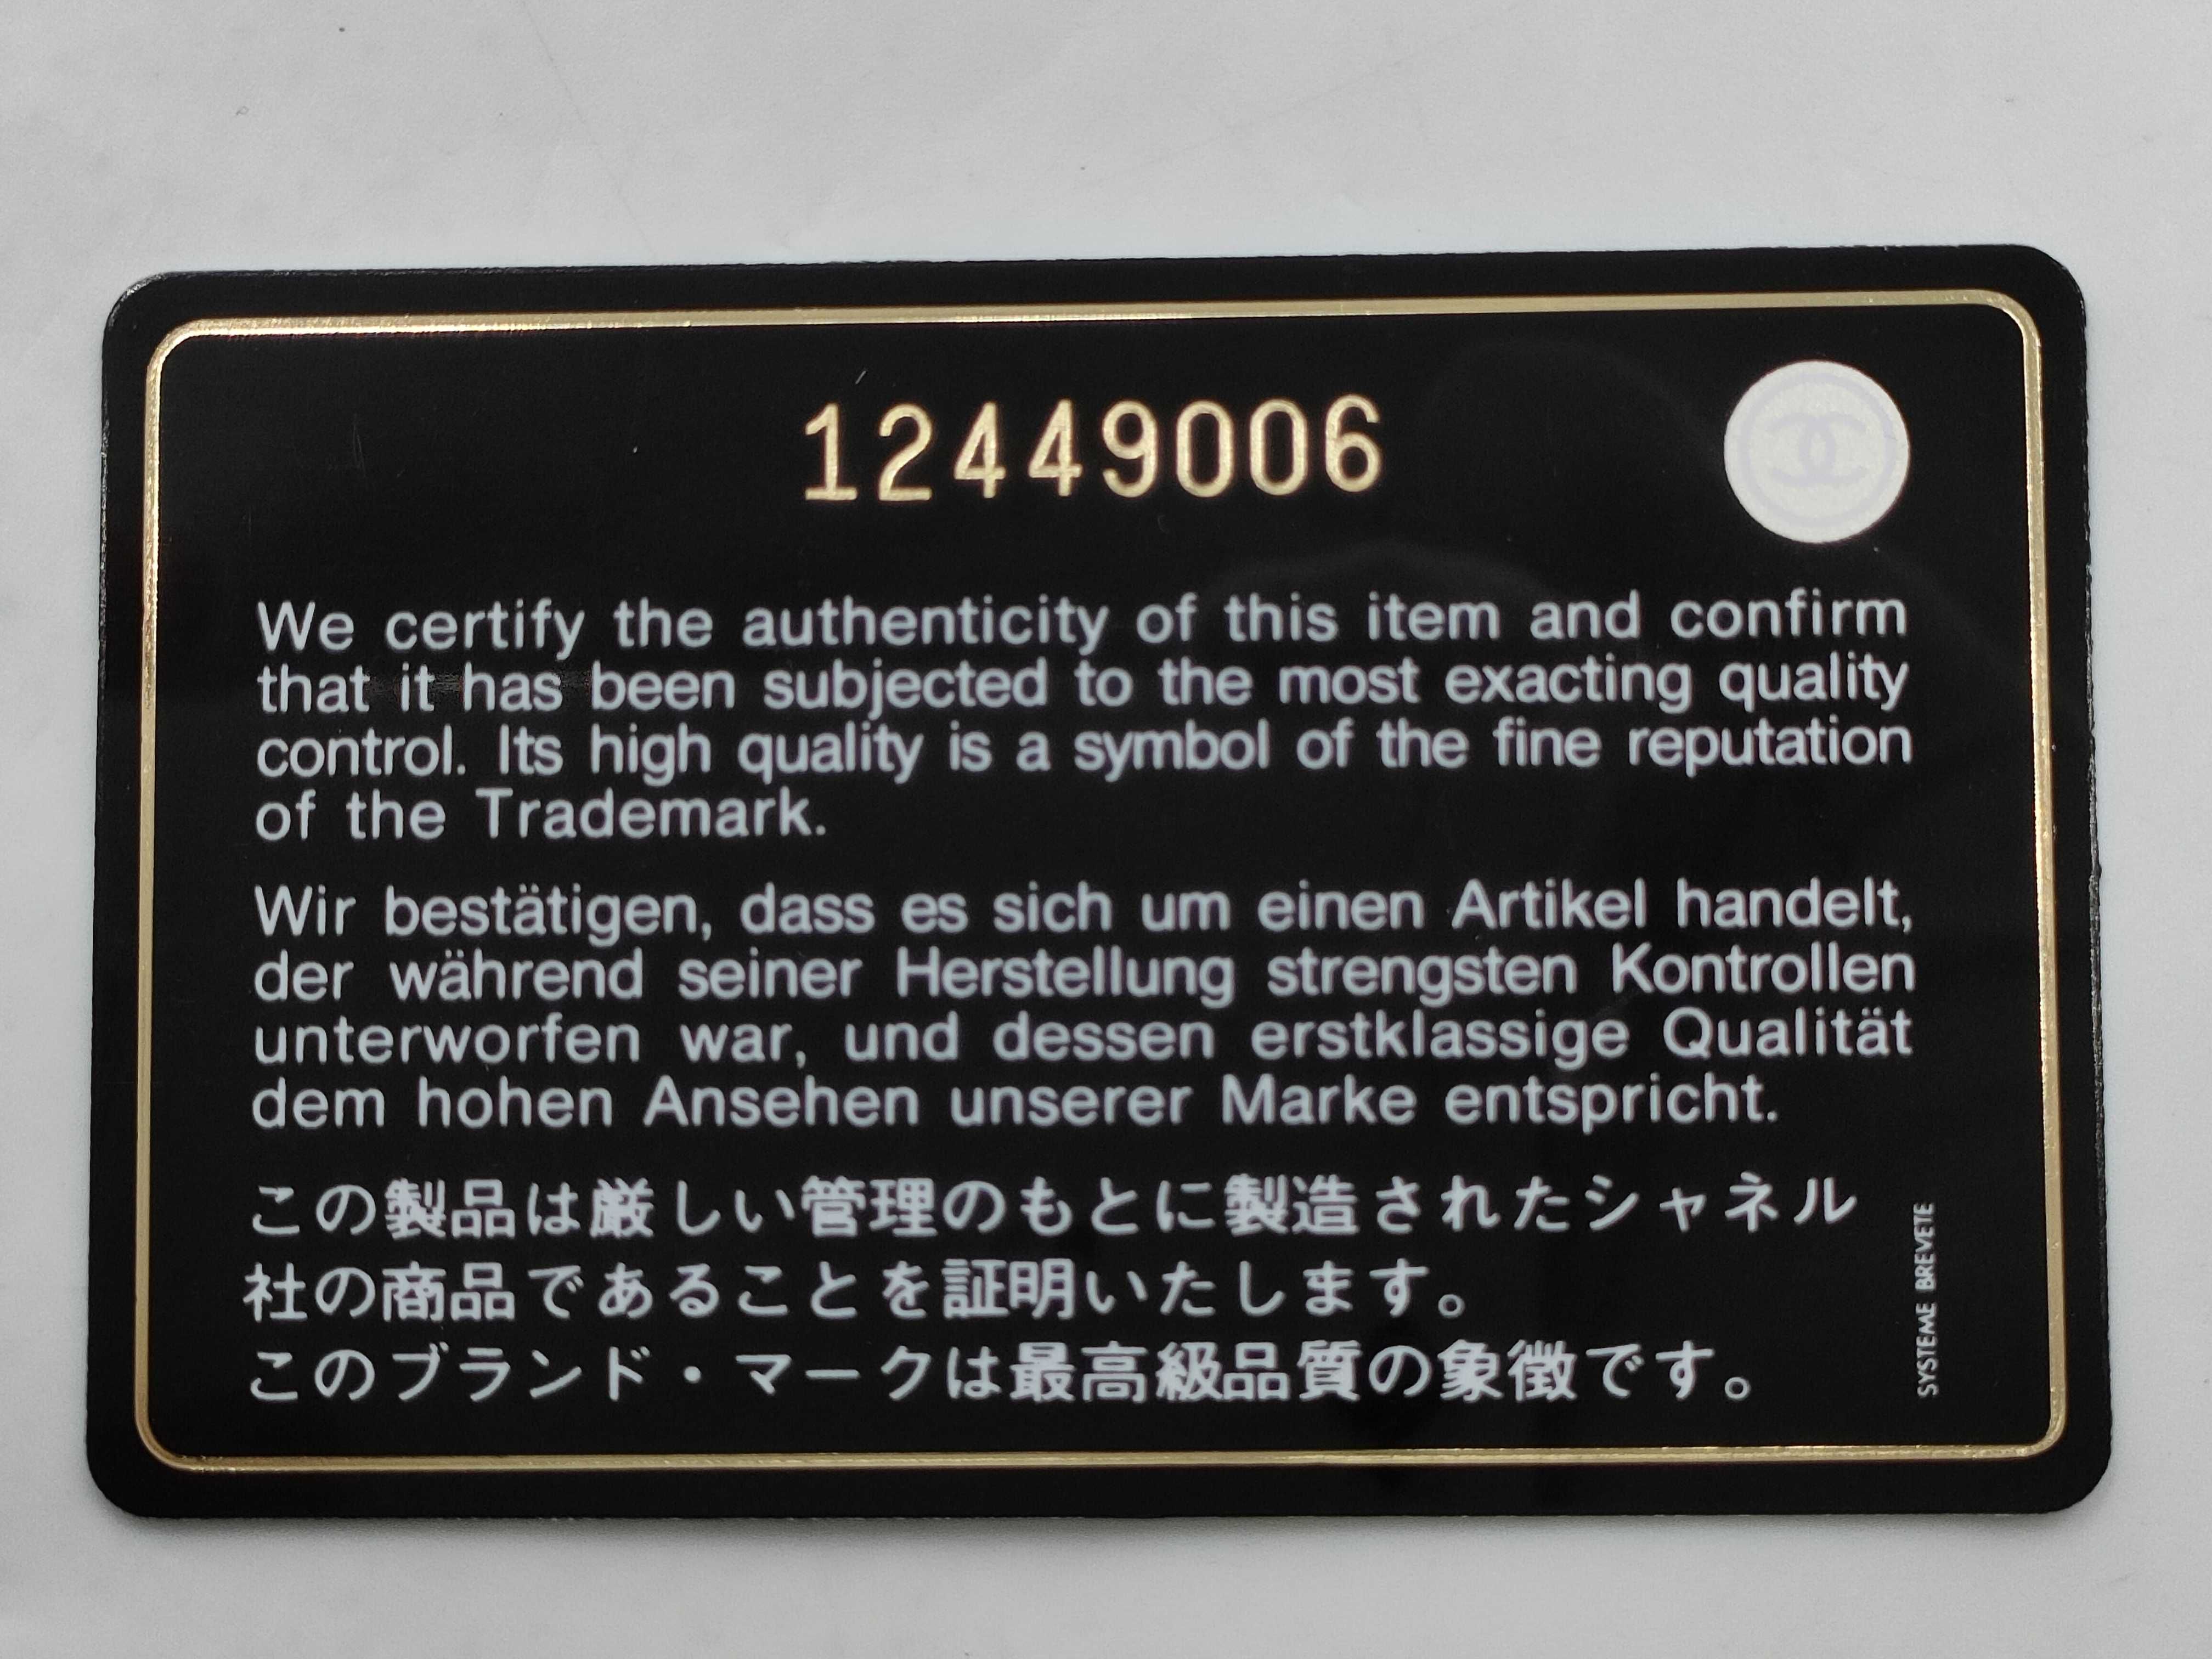 12449006
We certify the authenticity of this item and confirm
that it has been subjected to the most exacting quality
control. Its high quality is a symbol of the fine reputation
of the Trademark.
Wir bestätigen, dass es sich um einen Artikel handelt,
der während seiner Herstellung strengsten Kontrollen
unterworfen war, und dessen erstklassige Qualität
dem hohen Ansehen unserer Marke entspricht.
この製品は厳しい管理のもとに製造されたシャネル
社の商品であることを証明いたします。
このブランド・マークは最高級品質の象徴です。
SYSTEME BREVETE